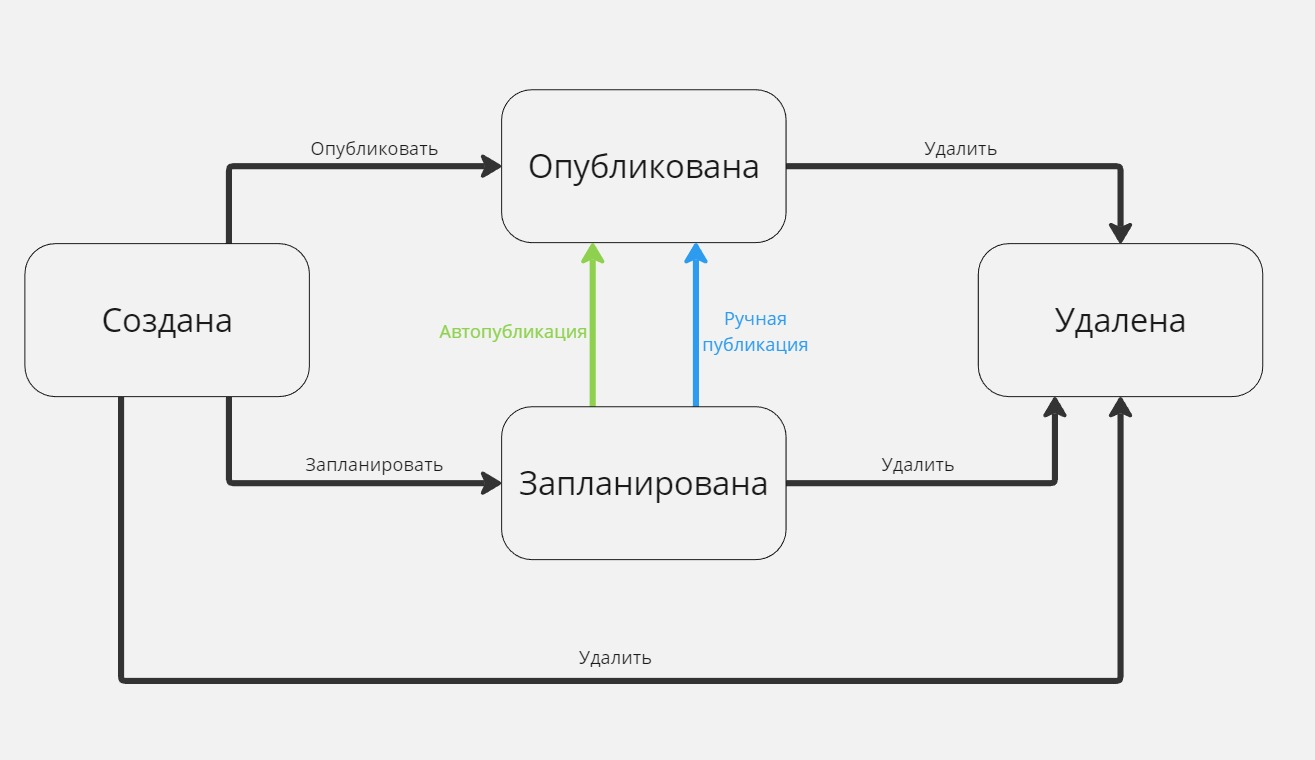 Опубликовать
Опубликована
Удалить
Создана
Автопубликация
Ручная
публикация
Удалена
Запланировать
Запланирована
Удалить
Удалить